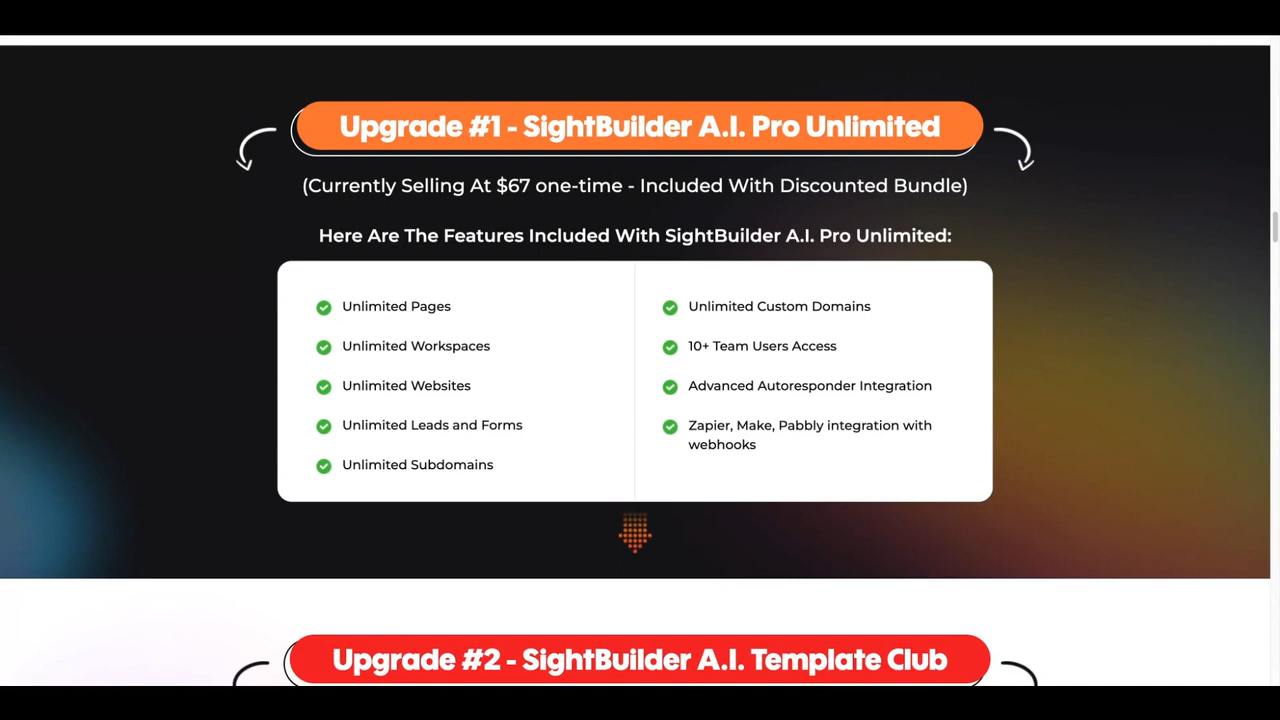 Upgrade #1 - SightBuilder A.I. Pro Unlimited
(Currently Selling At $67 one-time - Included With Discounted Bundle)
Here Are The Features Included With SightBuilder A.I. Pro Unlimited:
Unlimited Pages
Unlimited Workspaces
Unlimited Websites
Unlimited Leads and Forms
Unlimited Subdomains
Unlimited Custom Domains
10+ Team Users Access
Advanced Autoresponder Integration
Zapier, Make, Pabbly integration with
webhooks
Upgrade #2 - SightBuilder A.I. Template Club